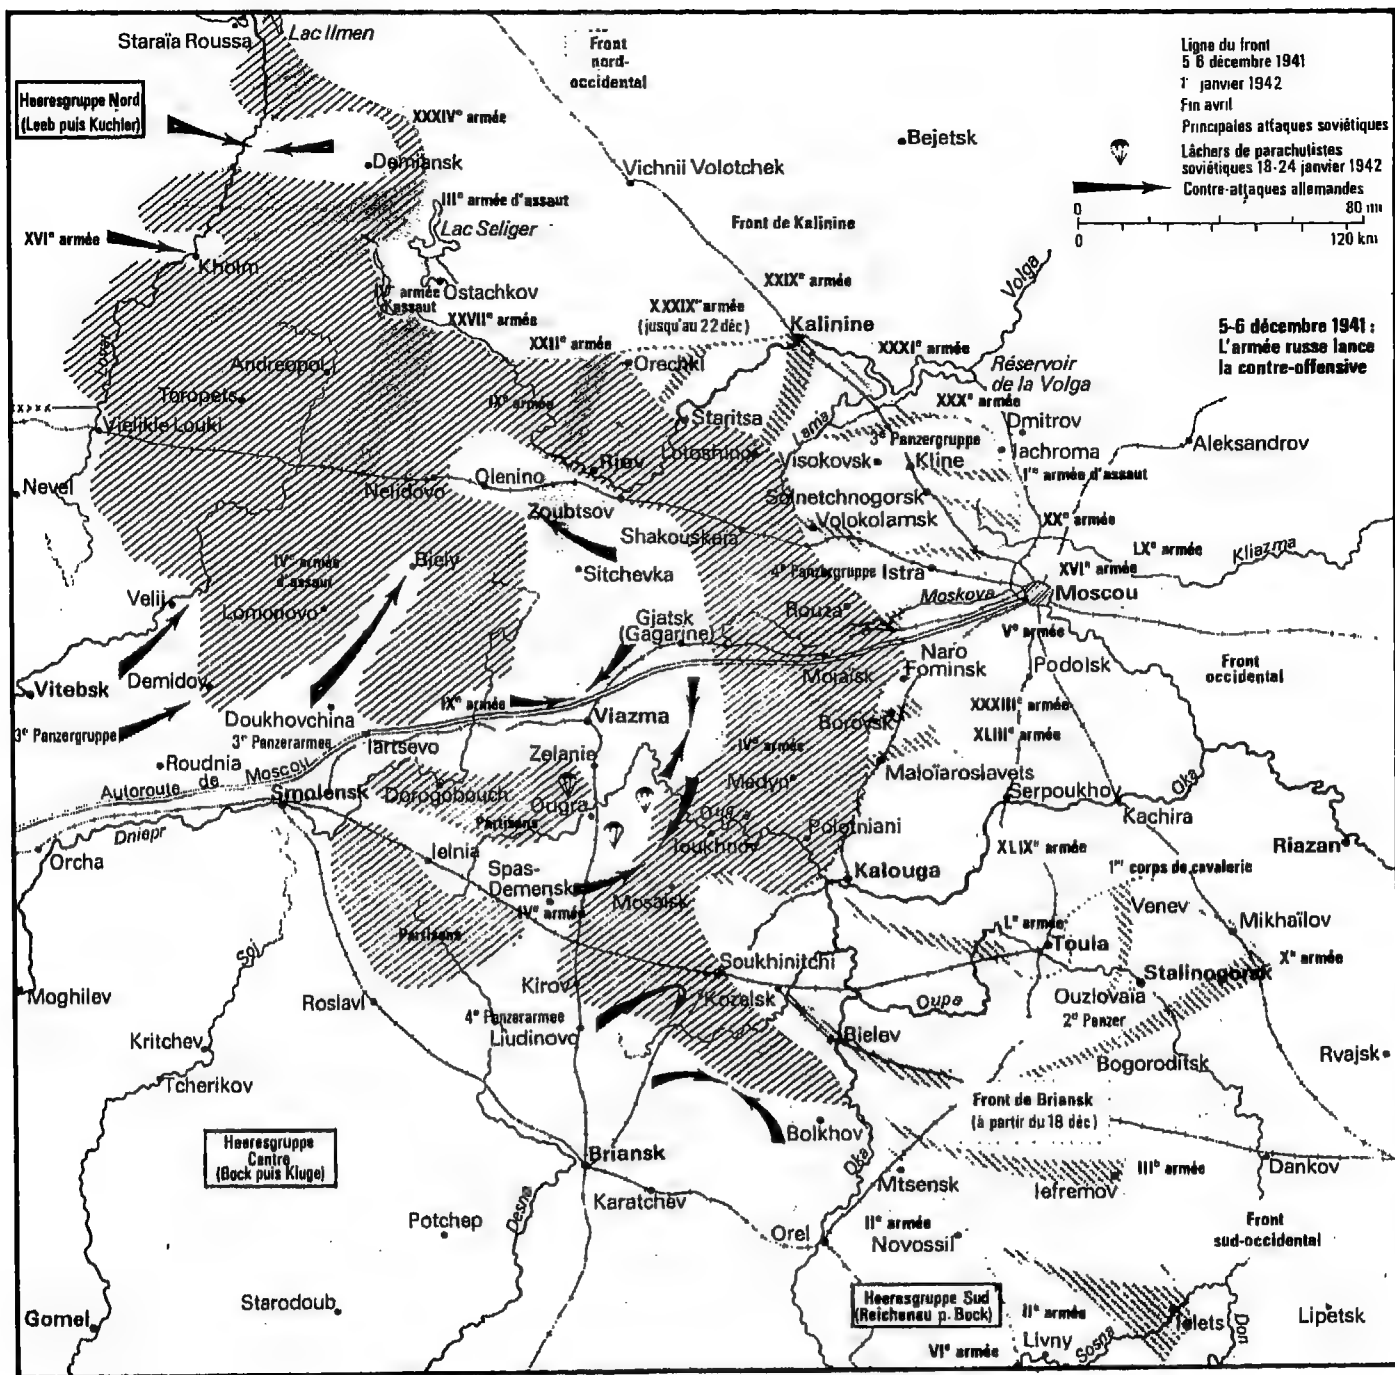 Staraïa Roussa
Lac Ilmen
Front
nord-
occidental
Ligne du front
5 6 décembre 1941
1 janvier 1942
Fin avril
Principales attaques soviétiques
Lâchers de parachutistes
soviétiques 18-24 janvier 1942
Contre-attaques allemandes
0 80 mi
0 120 km
5-6 décembre 1941 :
L'armée russe lance
la contre-offensive
Heeresgruppe Nord
(Leeb puis Kuchler)
XXXIVe armée
Demiansk
Bejetsk
Vichnii Volotchek
IIIe armée d'assaut
Lac Seliger
Front de Kalinine
XVIe armée
Kholm
XXIXe armée
Volga
IVe armée
d'assaut
Ostachkov
XXVIIe armée
XXXIXe armée
(jusqu'au 22 déc)
Kalinine
XXIIe armée
Orechki
XXXIe armée
Réservoir
de la Volga
Lovat
Andreopol
Toropets
IXe armée
Staritsa
Lama
XXXe armée
Dmitrov
3e Panzergruppe
Iachroma
Aleksandrov
Vielikie Louki
Lotoshino
Visokovsk
Kline
Ire armée d'assaut
Rjev
Nevel
Nelidovo
Olenino
Zoubtsov
Solnetchnogorsk
Volokolamsk
XXe armée
Shakouskaia
LXe armée
Kliazma
IVe armée
d'assaut
Biely
Sitchevka
4e Panzergruppe
Istra
XVIe armée
Moskova
Moscou
Velij
Lomonovo
Rouza
Gjatsk
(Gagarine)
Ve armée
Naro
Fominsk
Podolsk
Front
occidental
Vitebsk
Demidov
Mojaïsk
IXe armée
Doukhovchina
Viazma
3e Panzergruppe
3e Panzerarmee
Iartsevo
Borovsk
XXXIIIe armée
XLIIIe armée
IVe armée
Roudnia
Zelanie
Medyn
Maloïaroslavets
Autoroute de Moscou
Smolensk
Dorogobouch
Ougra
Ougra
Serpoukhov
Oka
Kachira
Partisans
Polotniani
Dniepr
Orcha
Ielnia
Ioukhnov
XLIXe armée
Riazan
Spas-
Demensk
Kalouga
1er corps de cavalerie
Mosalsk
IVe armée
Venev
Mikhaïlov
Partisans
Le armée
Toula
Soj
Soukhinitchi
Stalinogorsk
Xe armée
Moghilev
Roslavl
Kirov
Kozelsk
Oupa
Ouzlovaïa
2e Panzer
4e Panzerarmee
Liudinovo
Bielev
Kritchev
Bogoroditsk
Rvajsk
Tcherikov
Front de Briansk
(à partir du 18 déc)
Heeresgruppe
Centre
(Bock puis Kluge)
Bolkhov
Briansk
Oka
IIIe armée
Dankov
Mtsensk
Iefremov
Karatchev
Desna
Potchep
Orel
IIe armée
Novossil
Front
sud-occidental
Starodoub
Heeresgruppe Sud
(Reichenau p. Bock)
IIe armée
Ielets
Don
Lipetsk
Gomel
VIe armée
Livny
Sosna